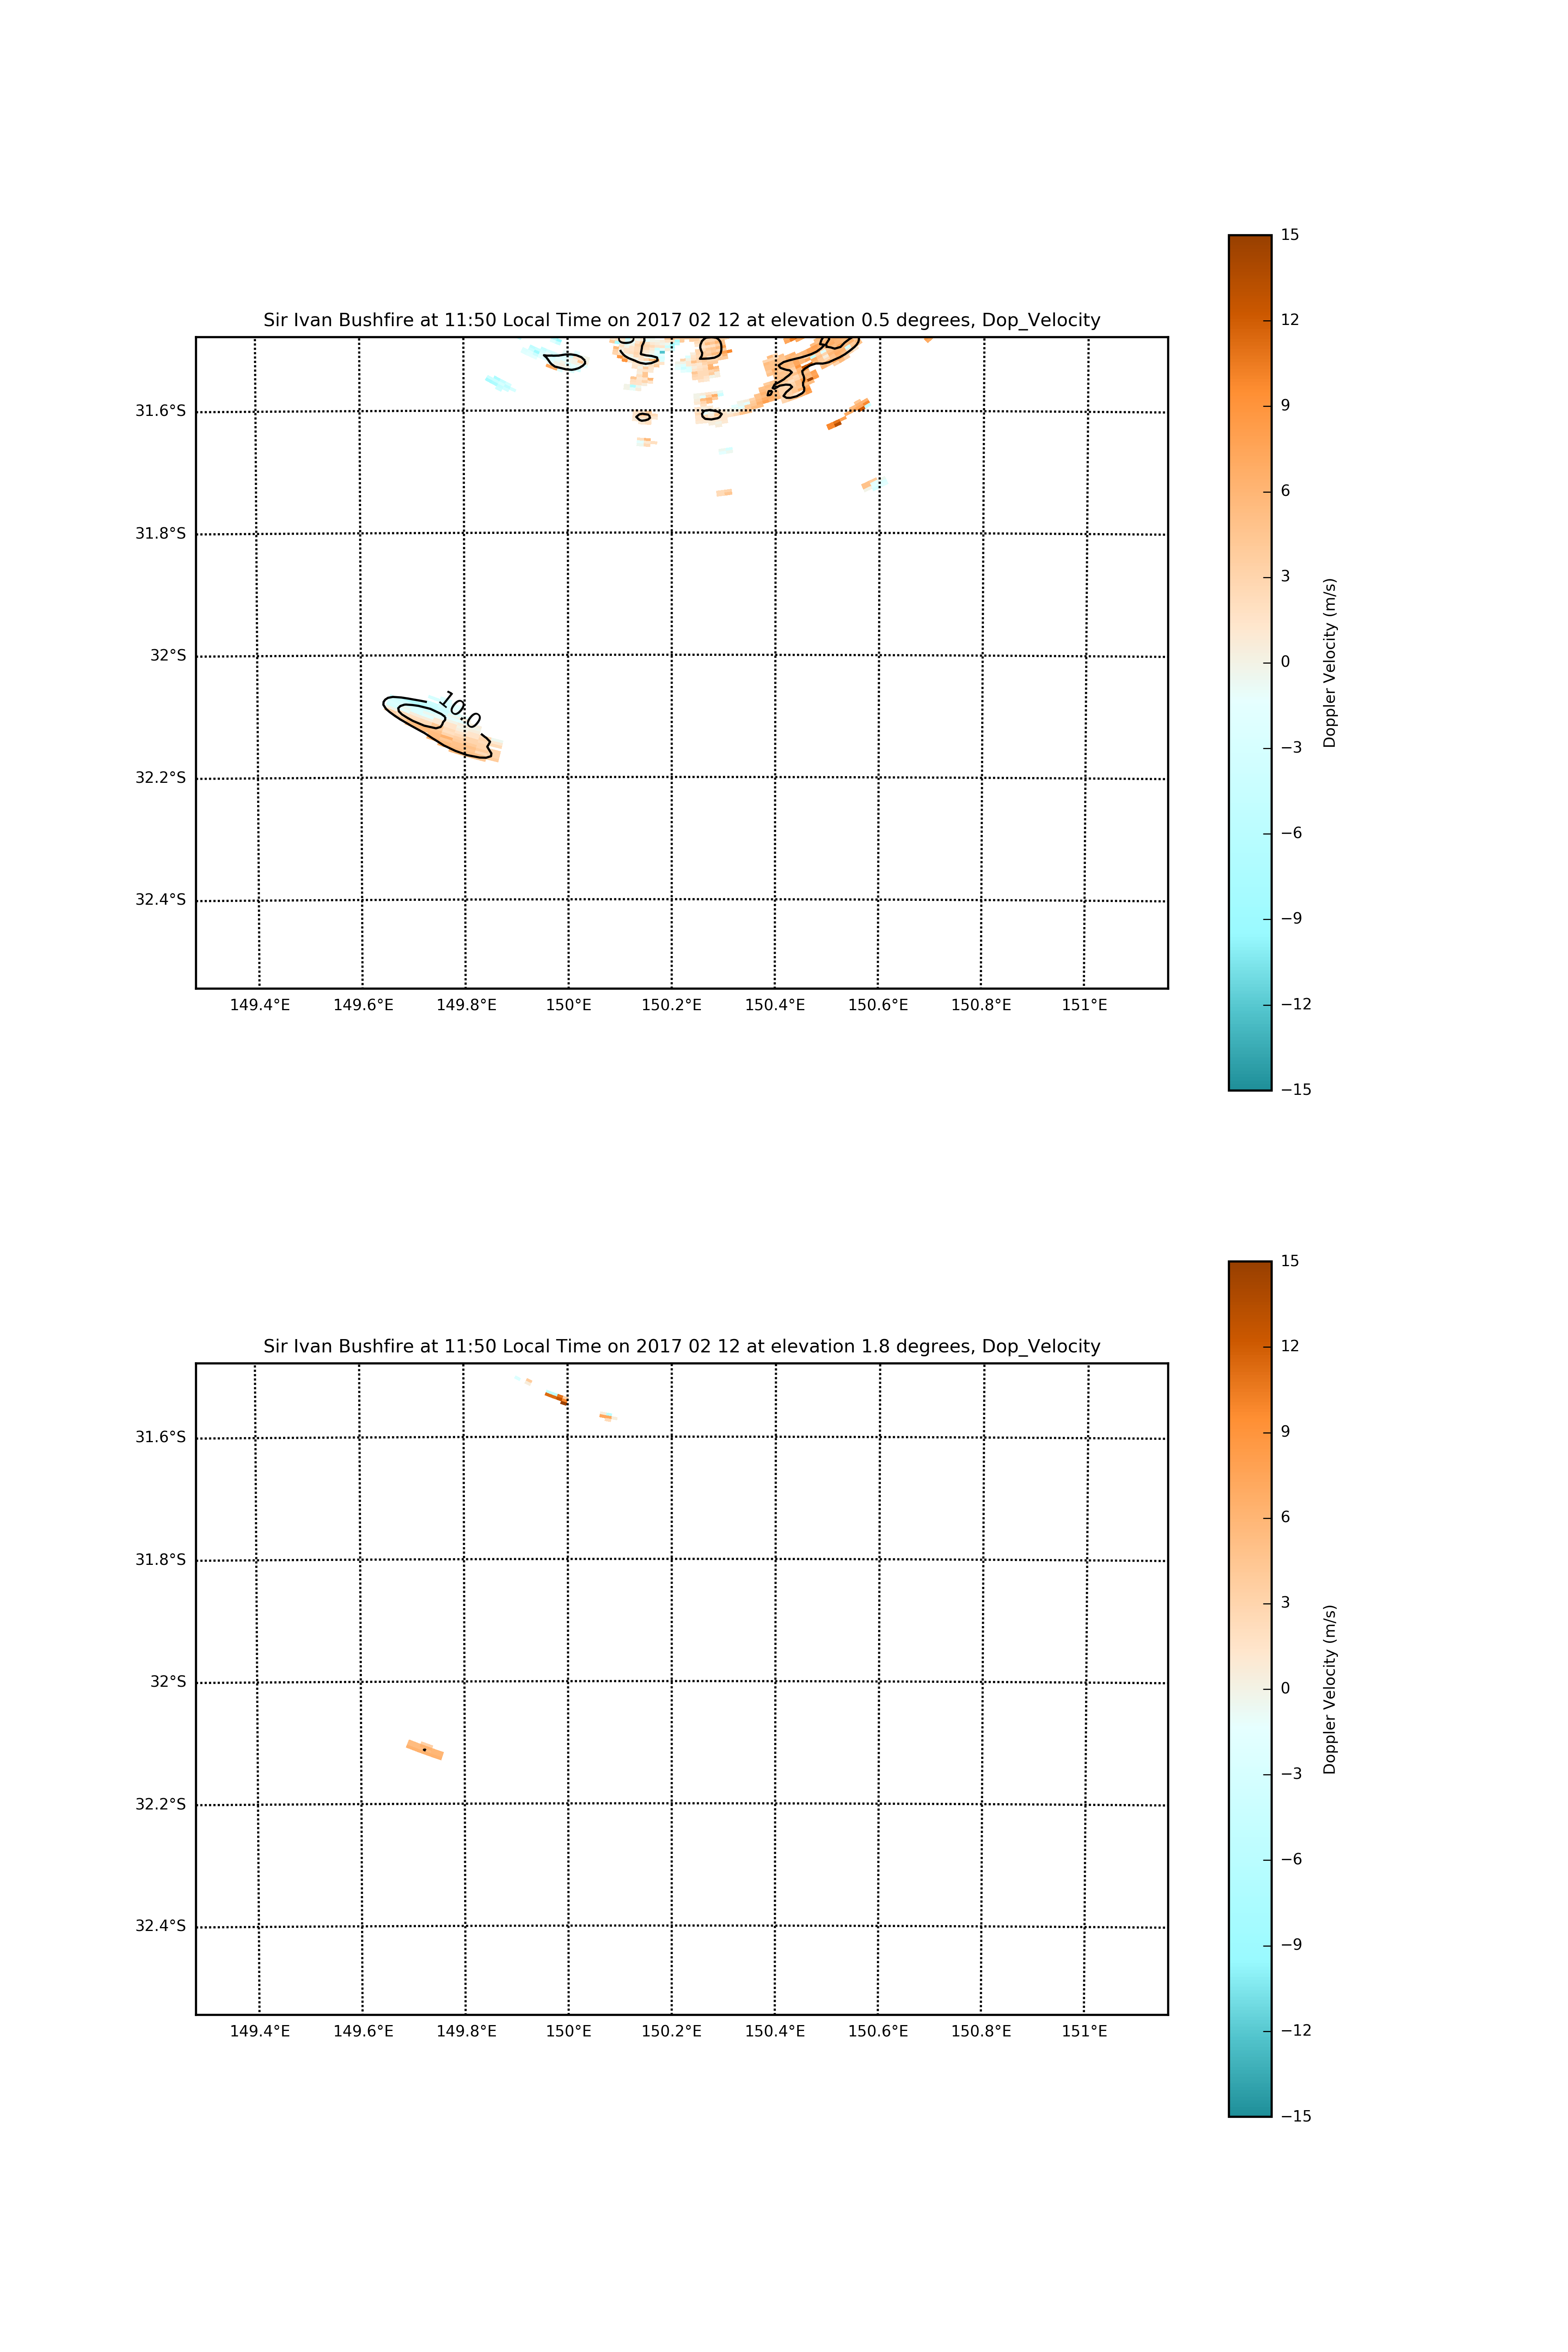 Sir Ivan Bushfire at 11:50 Local Time on 2017 02 12 at elevation 0.5 degrees, Dop_Velocity
31.6°S
31.8°S
32°S
32.2°S
32.4°S
10.0
149.4°E 149.6°E 149.8°E 150°E 150.2°E 150.4°E 150.6°E 150.8°E 151°E
15
12
9
6
3
0
−3
−6
−9
−12
−15
Doppler Velocity (m/s)
Sir Ivan Bushfire at 11:50 Local Time on 2017 02 12 at elevation 1.8 degrees, Dop_Velocity
31.6°S
31.8°S
32°S
32.2°S
32.4°S
149.4°E 149.6°E 149.8°E 150°E 150.2°E 150.4°E 150.6°E 150.8°E 151°E
15
12
9
6
3
0
−3
−6
−9
−12
−15
Doppler Velocity (m/s)